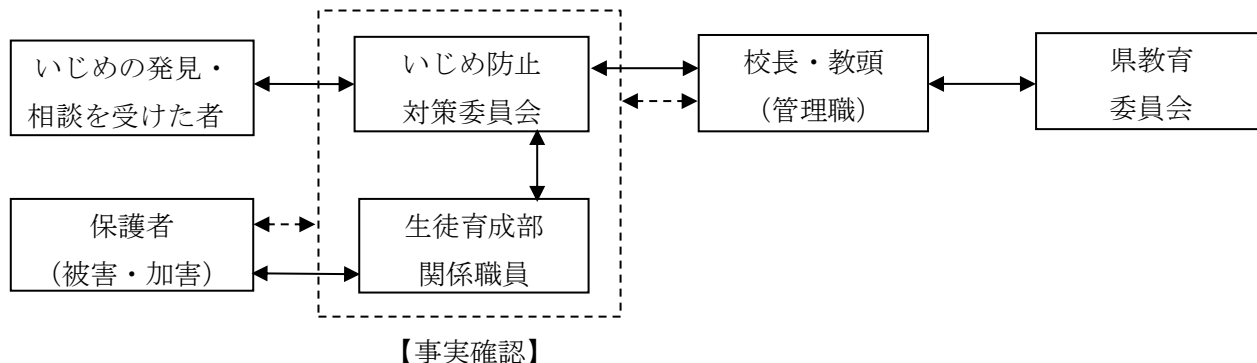 いじめの発見・
相談を受けた者
いじめ防止
対策委員会
校長・教頭
（管理職）
県教育
委員会
保護者
（被害・加害）
生徒育成部
関係職員
【事実確認】